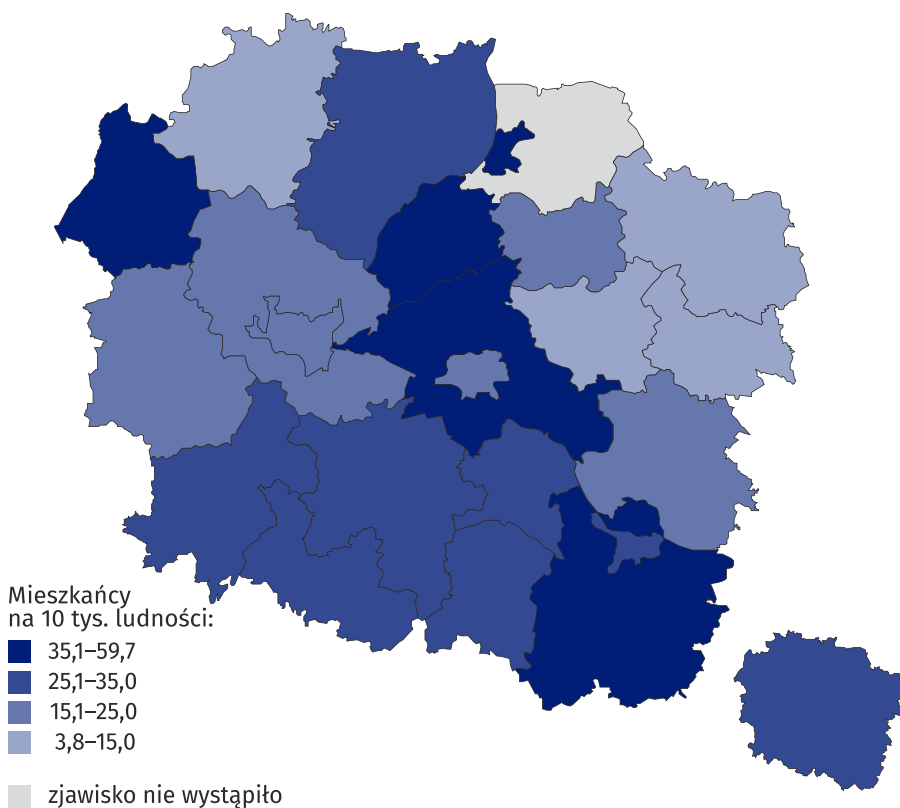 Mieszkańcy
na 10 tys. ludności:
35,1–59,7
25,1–35,0
15,1–25,0
3,8–15,0
zjawisko nie wystąpiło